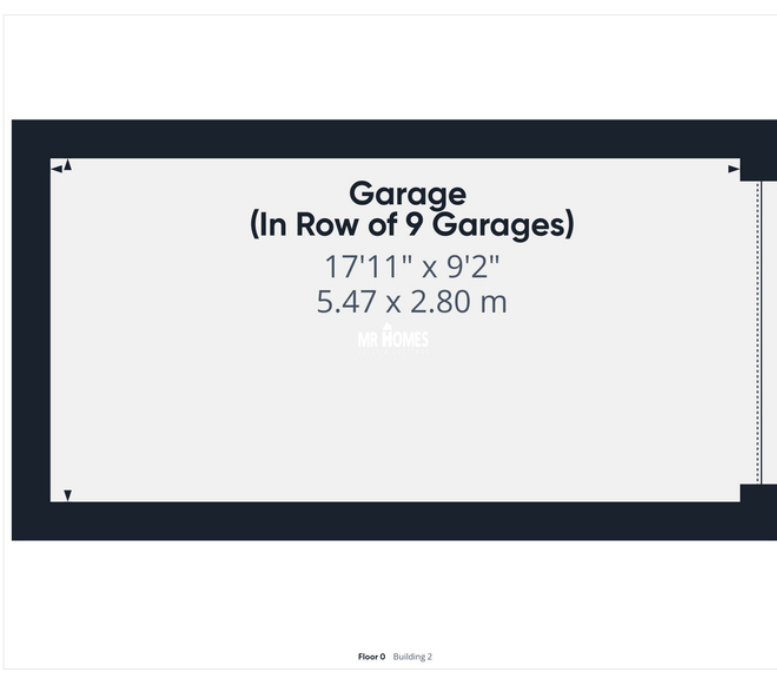 Garage
(In Row of 9 Garages)
17'11" x 9'2"
5.47 x 2.80 m
MR HOMES
Floor 0 Building 2